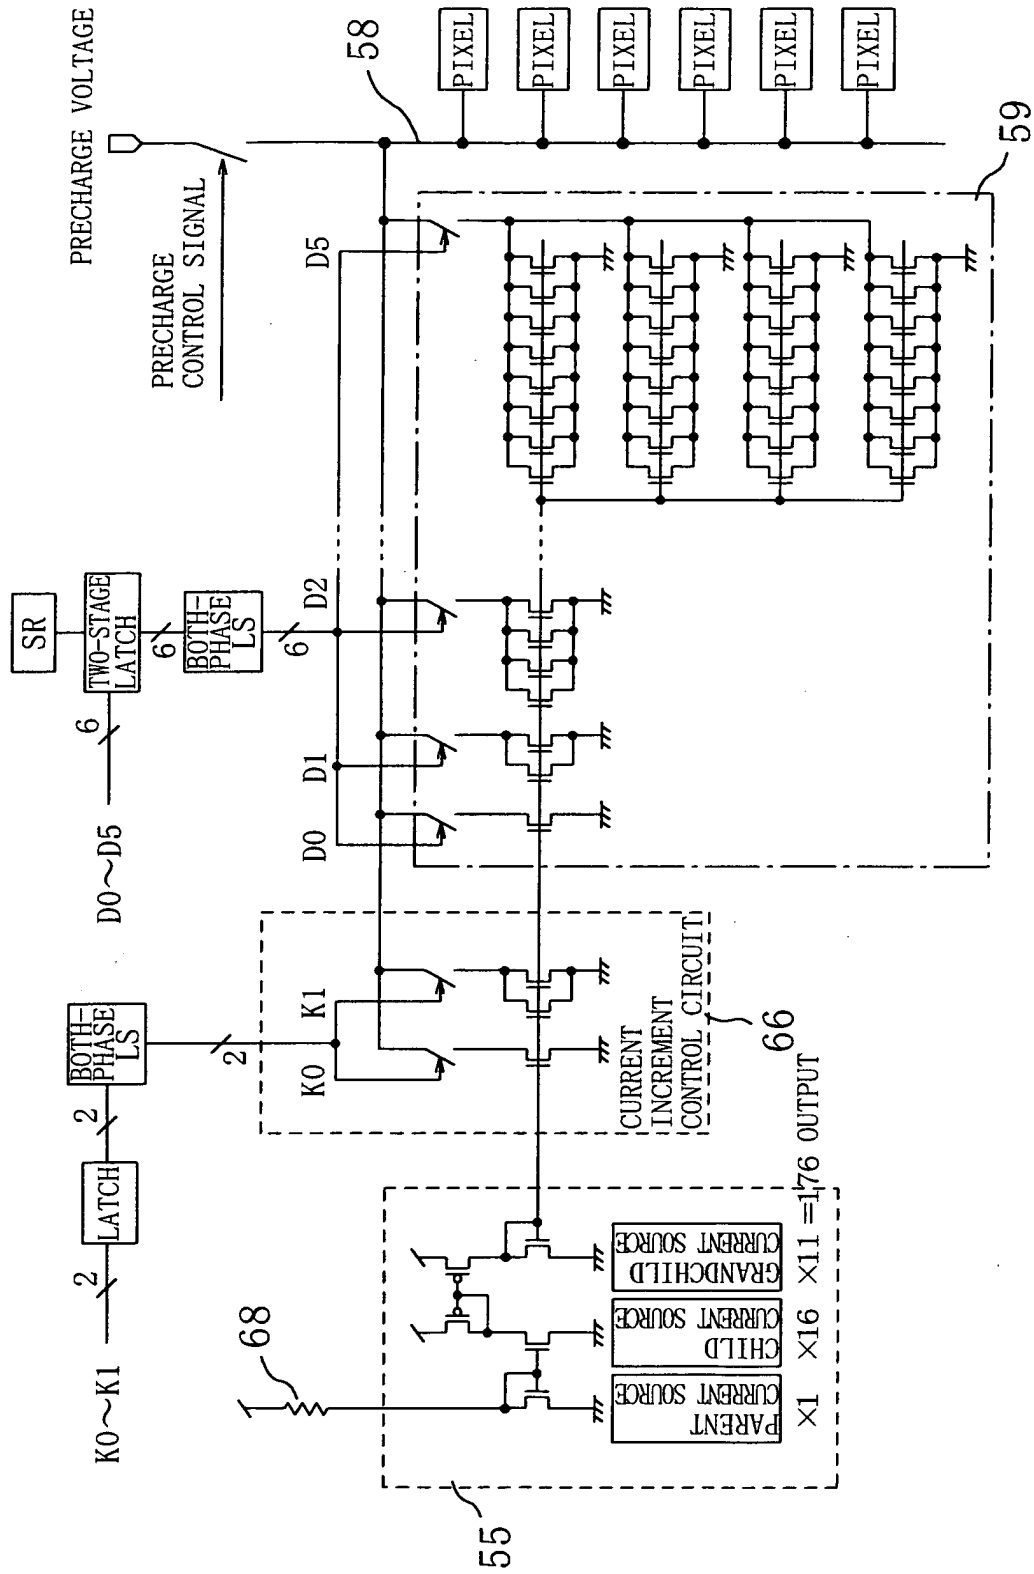 PRECHARGE VOLTAGE
PRECHARGE
CONTROL SIGNAL
58
PIXEL
PIXEL
PIXEL
PIXEL
PIXEL
PIXEL
59
SR
TWO-STAGE
LATCH
6
D0～D5
6
BOTH-
PHASE
LS
6
D0
D1
D2
D5
K0～K1
2
LATCH
2
BOTH-
PHASE
LS
2
K0
K1
CURRENT
INCREMENT
CONTROL CIRCUIT
66
68
55
PARENT
CURRENT SOURCE
CHILD
CURRENT SOURCE
GRANDCHILD
CURRENT SOURCE
×1
×16
×11
=176 OUTPUT